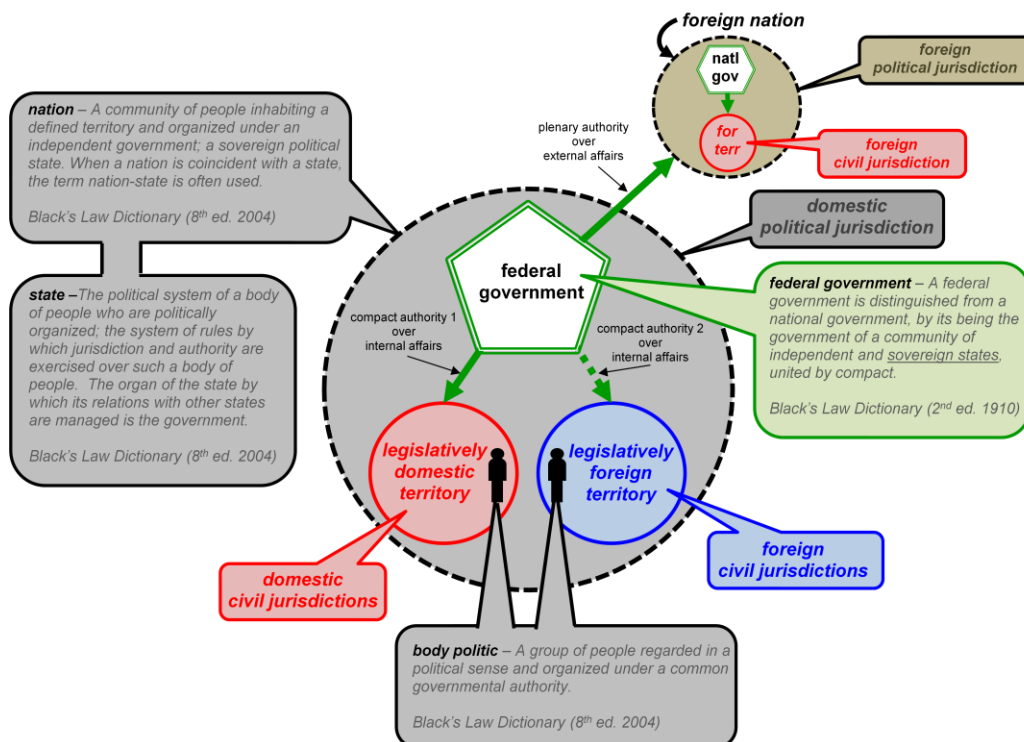 foreign nation
natl
gov
for
terr
foreign
political jurisdiction
foreign
civil jurisdiction
plenary authority
over
external affairs
nation – A community of people inhabiting
a defined territory and organized under an
independent government; a sovereign political
state. When a nation is coincident with a state,
the term nation-state is often used.
Black's Law Dictionary (8th ed. 2004)
domestic
political jurisdiction
federal
government
state –The political system of a body
of people who are politically
organized; the system of rules by
which jurisdiction and authority are
exercised over such a body of
people. The organ of the state by
which its relations with other states
are managed is the government.
Black's Law Dictionary (8th ed. 2004)
federal government – A federal
government is distinguished from a
national government, by its being the
government of a community of
independent and sovereign states,
united by compact.
Black's Law Dictionary (2nd ed. 1910)
compact authority 1
over
internal affairs
compact authority 2
over
internal affairs
legislatively
domestic
territory
legislatively
foreign
territory
domestic
civil jurisdictions
foreign
civil jurisdictions
body politic – A group of people regarded in a
political sense and organized under a common
governmental authority.
Black's Law Dictionary (8th ed. 2004)